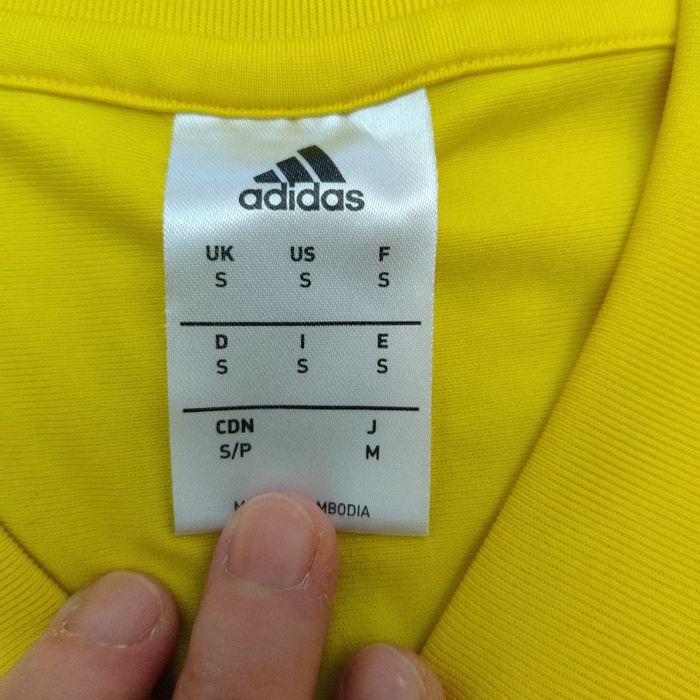 adidas
UK US F
S S S
D I E
S S S
CDN J
S/P M